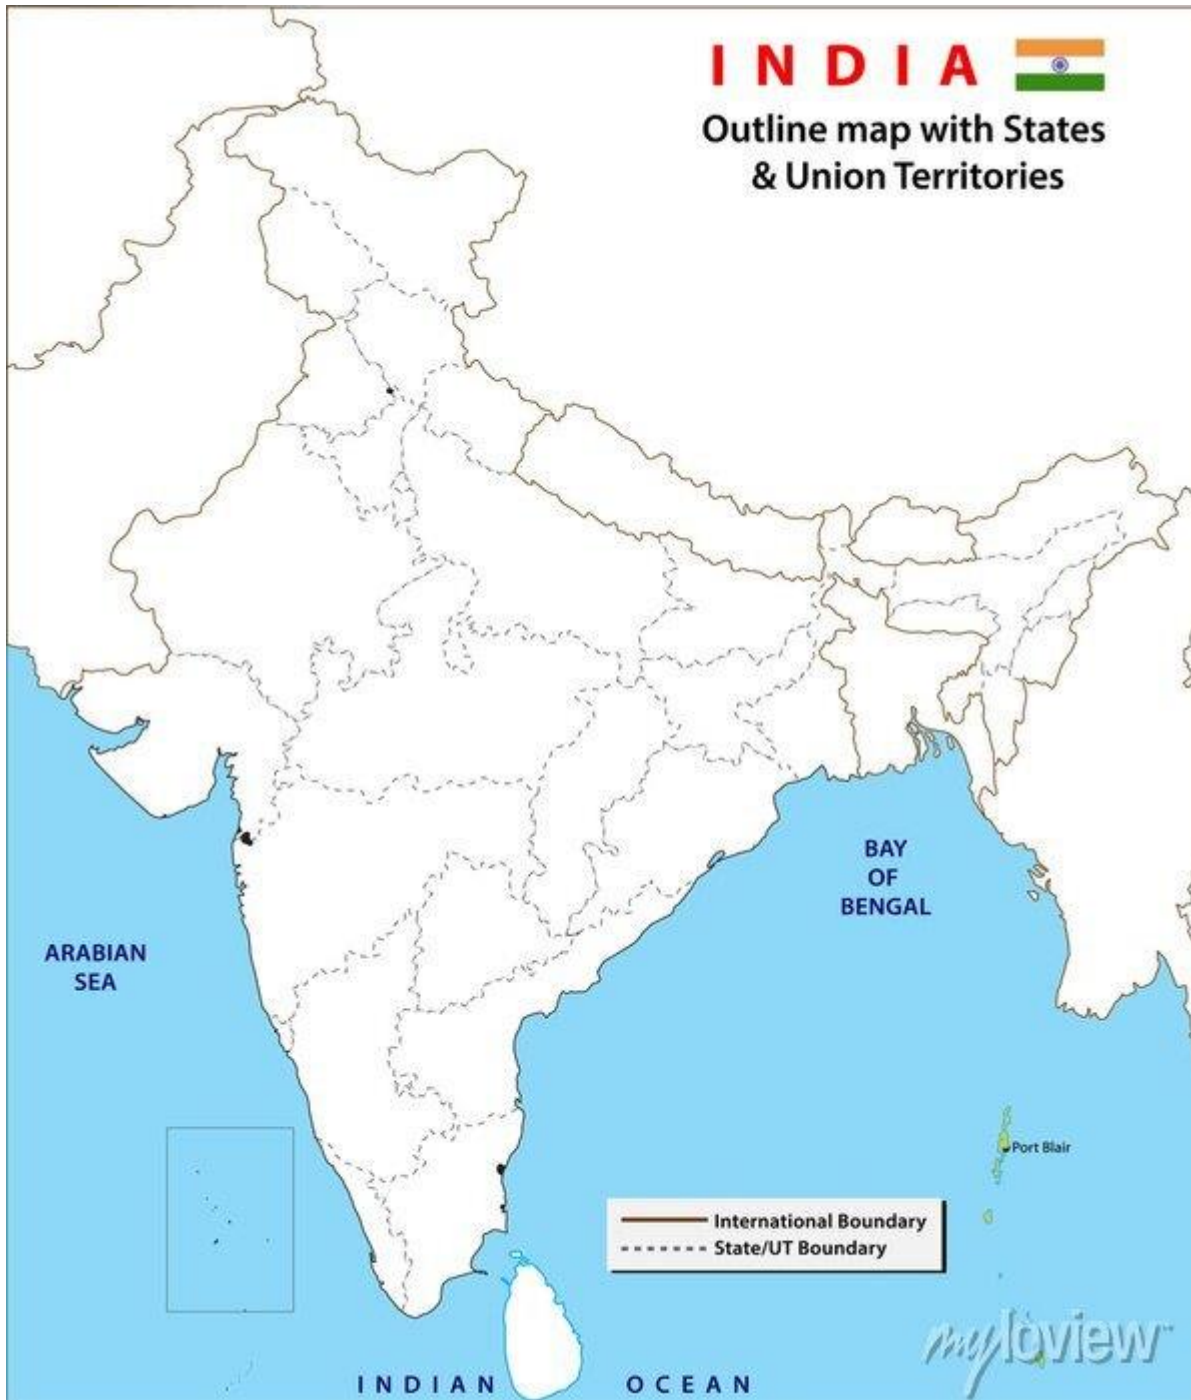 INDIA
Outline map with States
& Union Territories
BAY
OF
BENGAL
ARABIAN
SEA
Port Blair
International Boundary
State/UT Boundary
myloview
INDIAN OCEAN